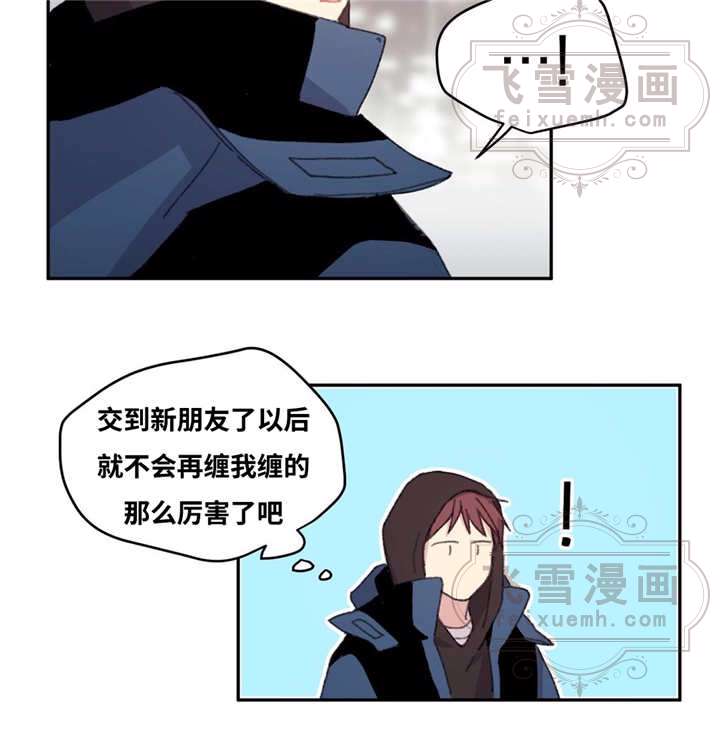 ...!
飞雪漫画
feixuemh.com
交到新朋友了以后
就不会再缠我缠的
那么厉害了吧
!
飞雪漫画
feixuemh.com